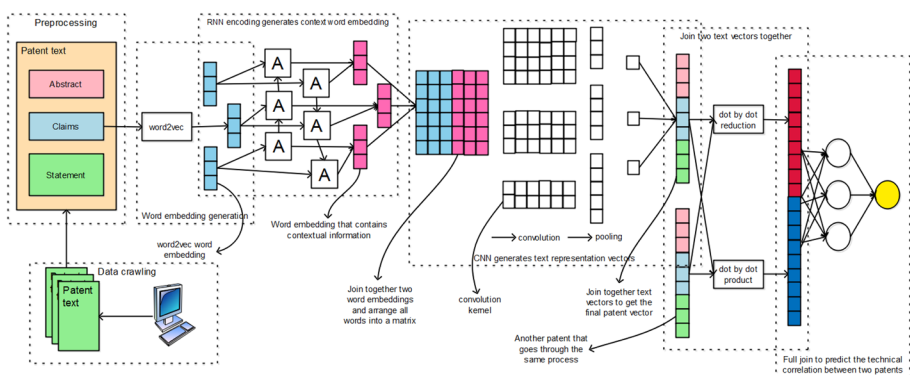 Preprocessing
Patent text
Abstract
Claims
Statement
word2vec
Word embedding generation
word2vec word
embedding
Data crawling
Patent
text
RNN encoding generates context word embedding
A
A
A
A
A
A
Word embedding that contains
contextual information
Join together two
word embeddings
and arrange all
words into a matrix
convolution
kernel
convolution
pooling
CNN generates text representation vectors
Join together text
vectors to get the
final patent vector
Another patent that
goes through the
same process
Join two text vectors together
dot by dot
reduction
dot by dot
product
Full join to predict the technical
correlation between two patents